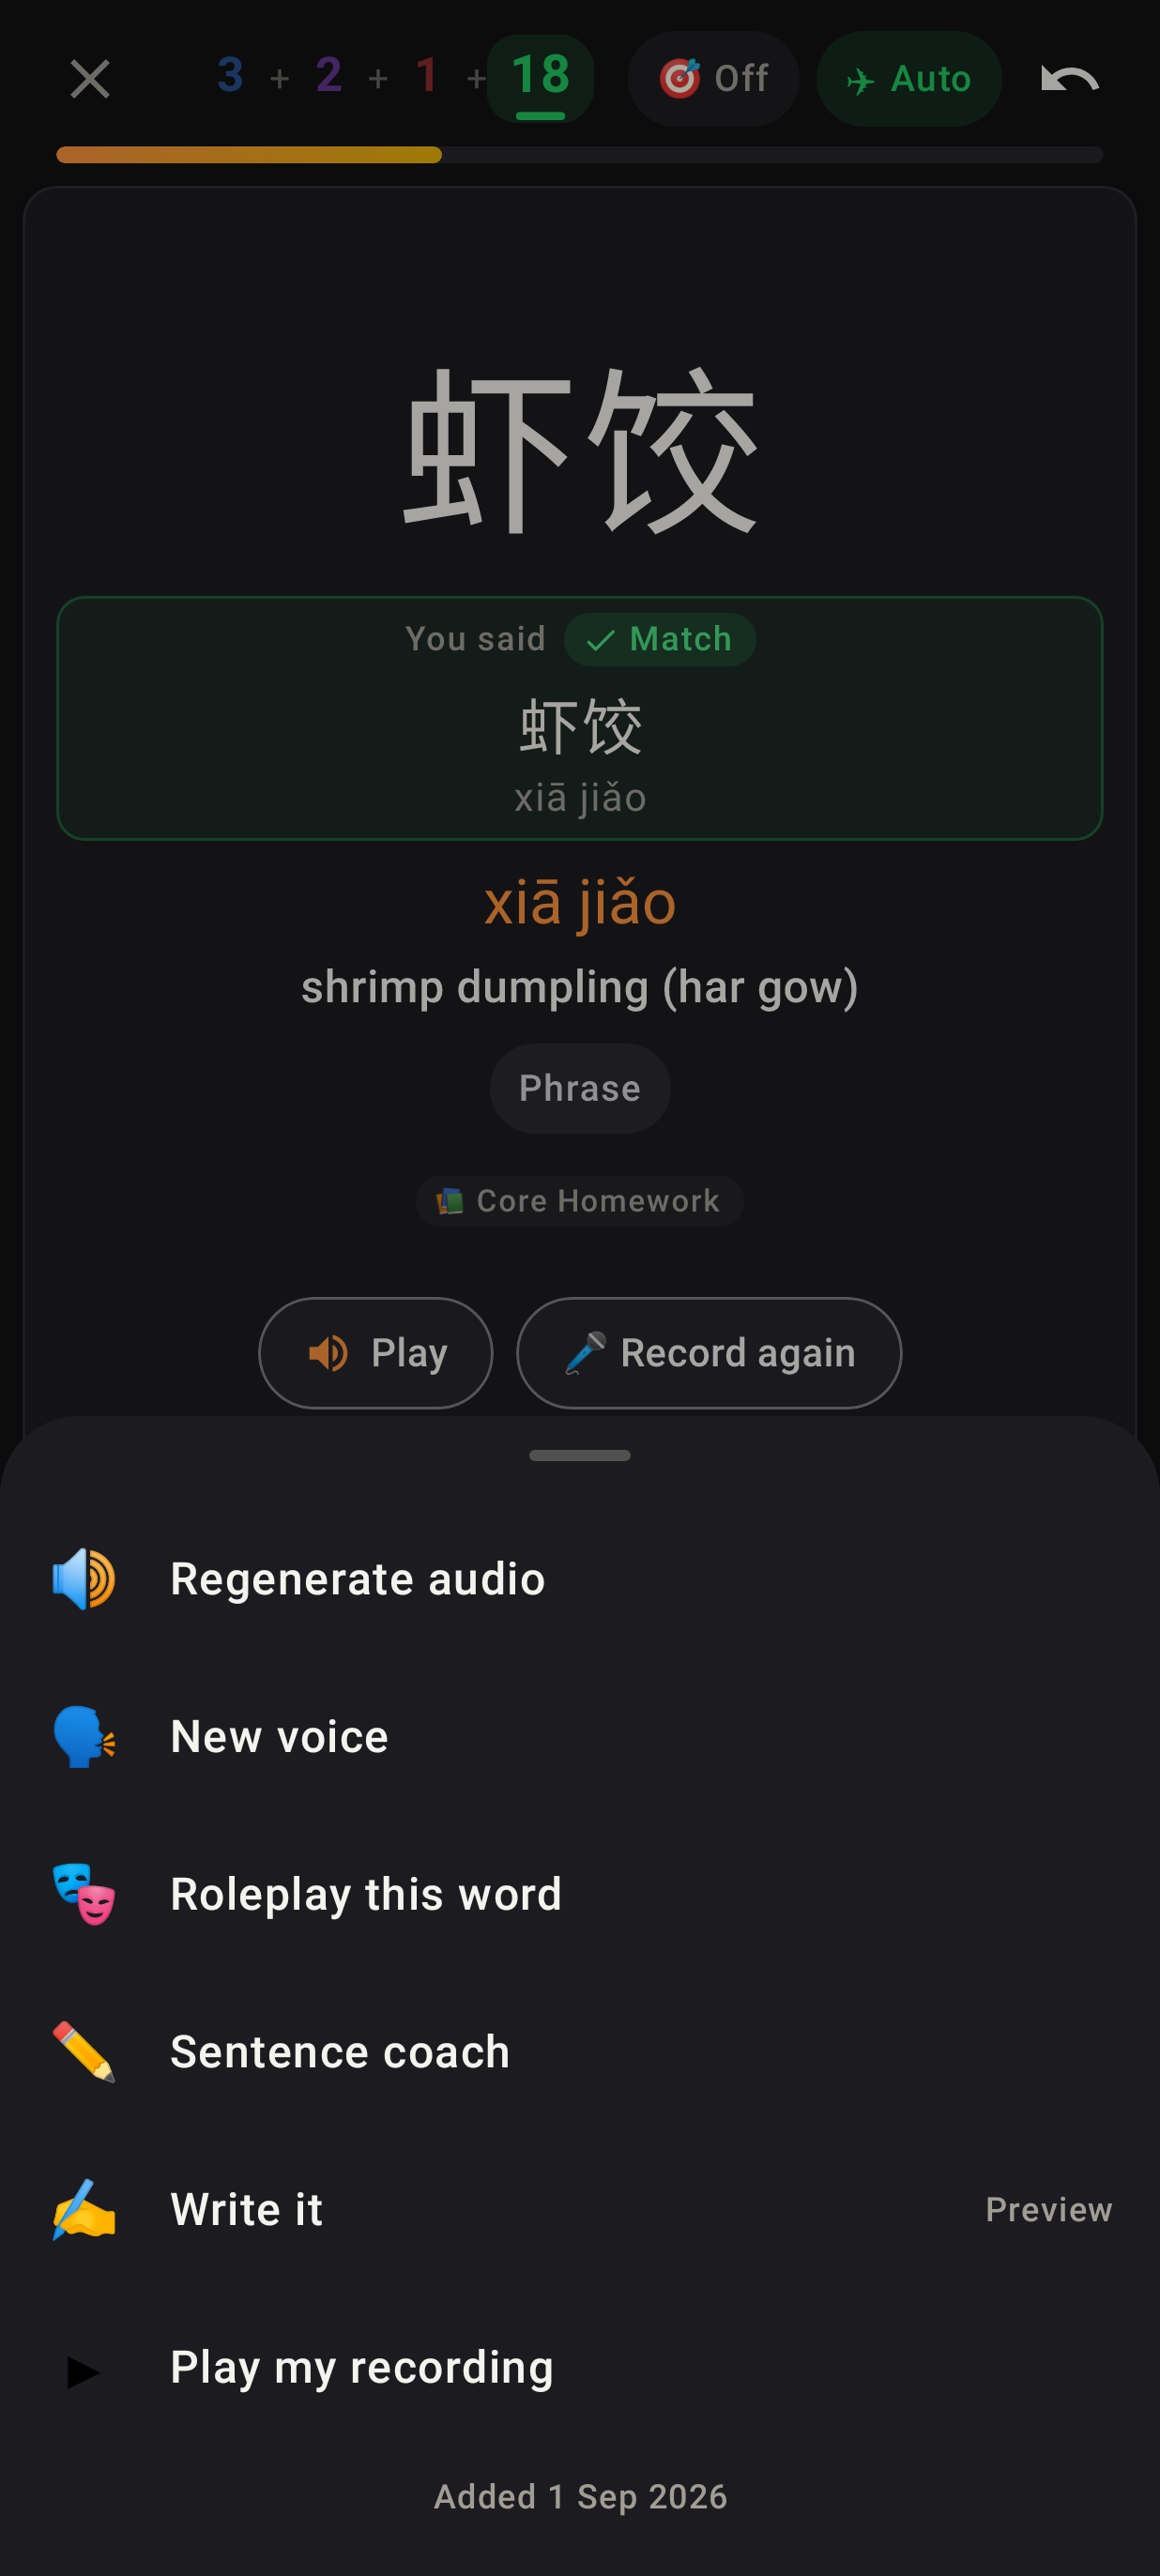 3 + 2 + 1 + 18 🎯 Off ✈ Auto
虾饺
You said ✓ Match
虾饺
xiā jiǎo
xiā jiǎo
shrimp dumpling (har gow)
Phrase
Core Homework
Play 🎤 Record again
Regenerate audio
New voice
Roleplay this word
Sentence coach
Write it Preview
Play my recording
Added 1 Sep 2026